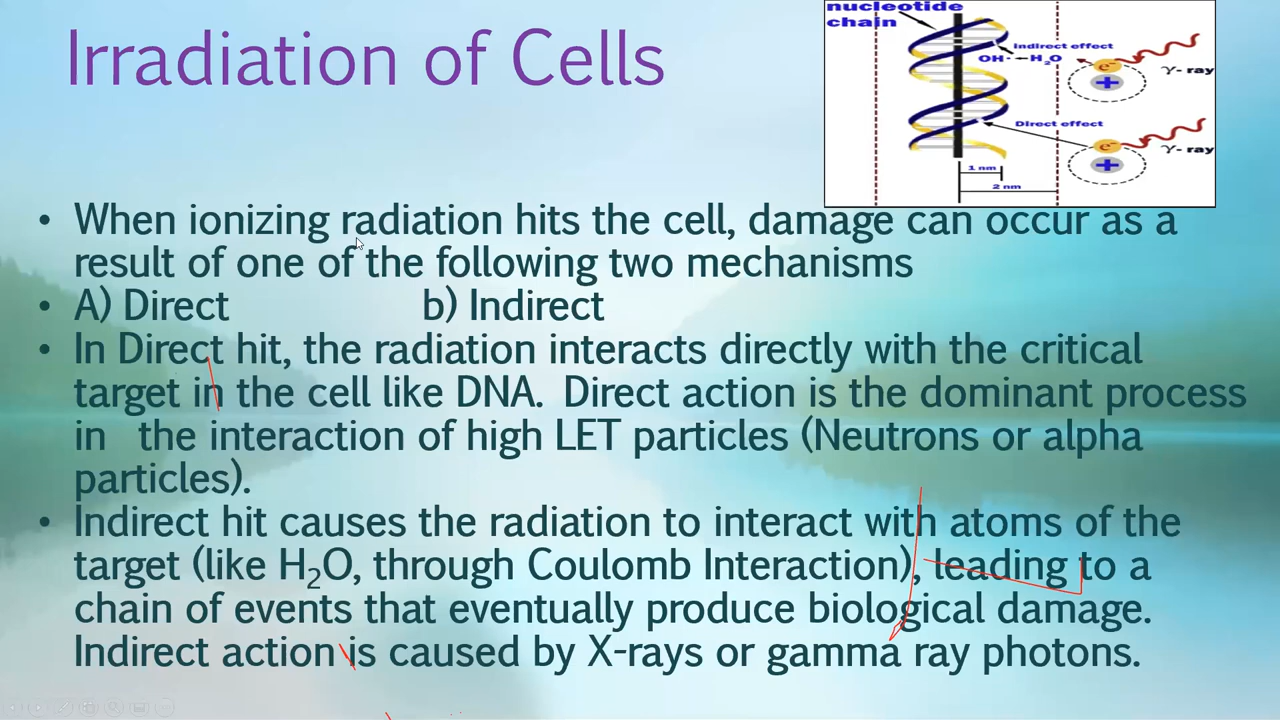 Irradiation of Cells
nucleotide
chain
Indirect effect
OH· H₂O
e⁻
γ- ray
+
Direct effect
e⁻
γ- ray
+
1 nm
2 nm
• When ionizing radiation hits the cell, damage can occur as a
result of one of the following two mechanisms
• A) Direct b) Indirect
• In Direct hit, the radiation interacts directly with the critical
target in the cell like DNA. Direct action is the dominant process
in the interaction of high LET particles (Neutrons or alpha
particles).
• Indirect hit causes the radiation to interact with atoms of the
target (like H₂O, through Coulomb Interaction), leading to a
chain of events that eventually produce biological damage.
Indirect action is caused by X-rays or gamma ray photons.